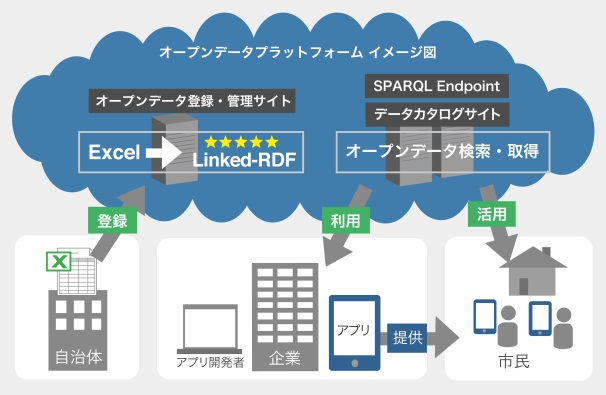 オープンデータプラットフォーム イメージ図
オープンデータ登録・管理サイト
Excel
★★★★★
Linked-RDF
SPARQL Endpoint
データカタログサイト
オープンデータ検索・取得
登録
利用
活用
X
自治体
アプリ開発者
企業
アプリ
提供
市民